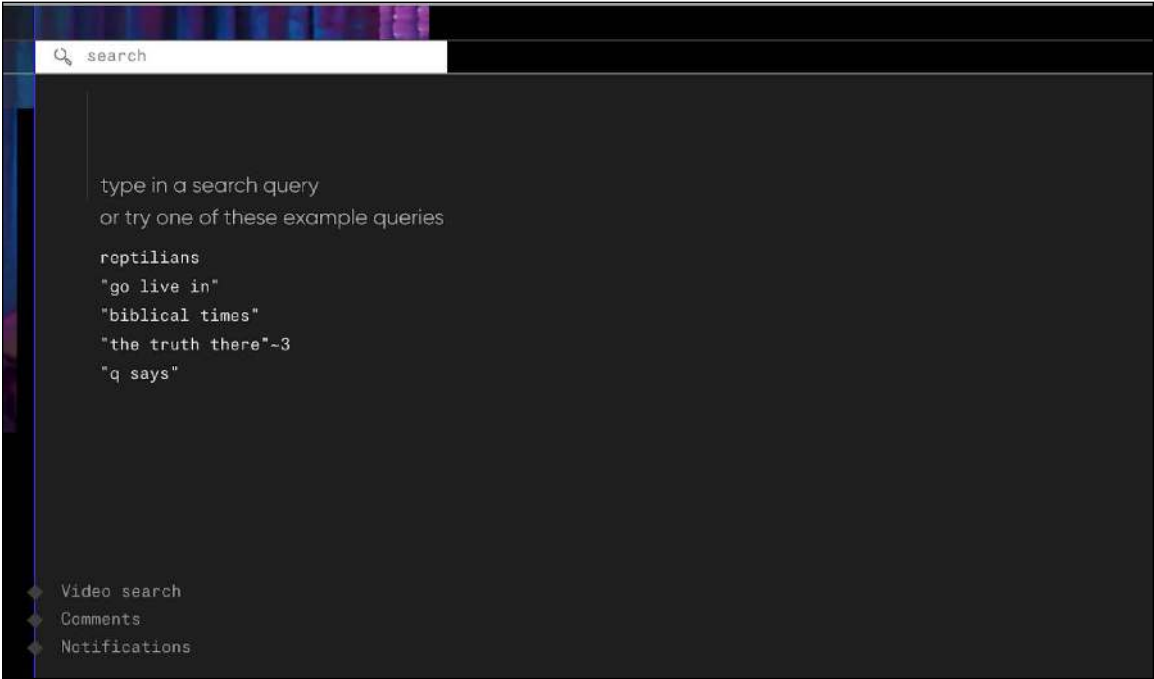 search
type in a search query
or try one of these example queries
reptilians
"go live in"
"biblical times"
"the truth there"~3
"q says"
Video search
Comments
Notifications